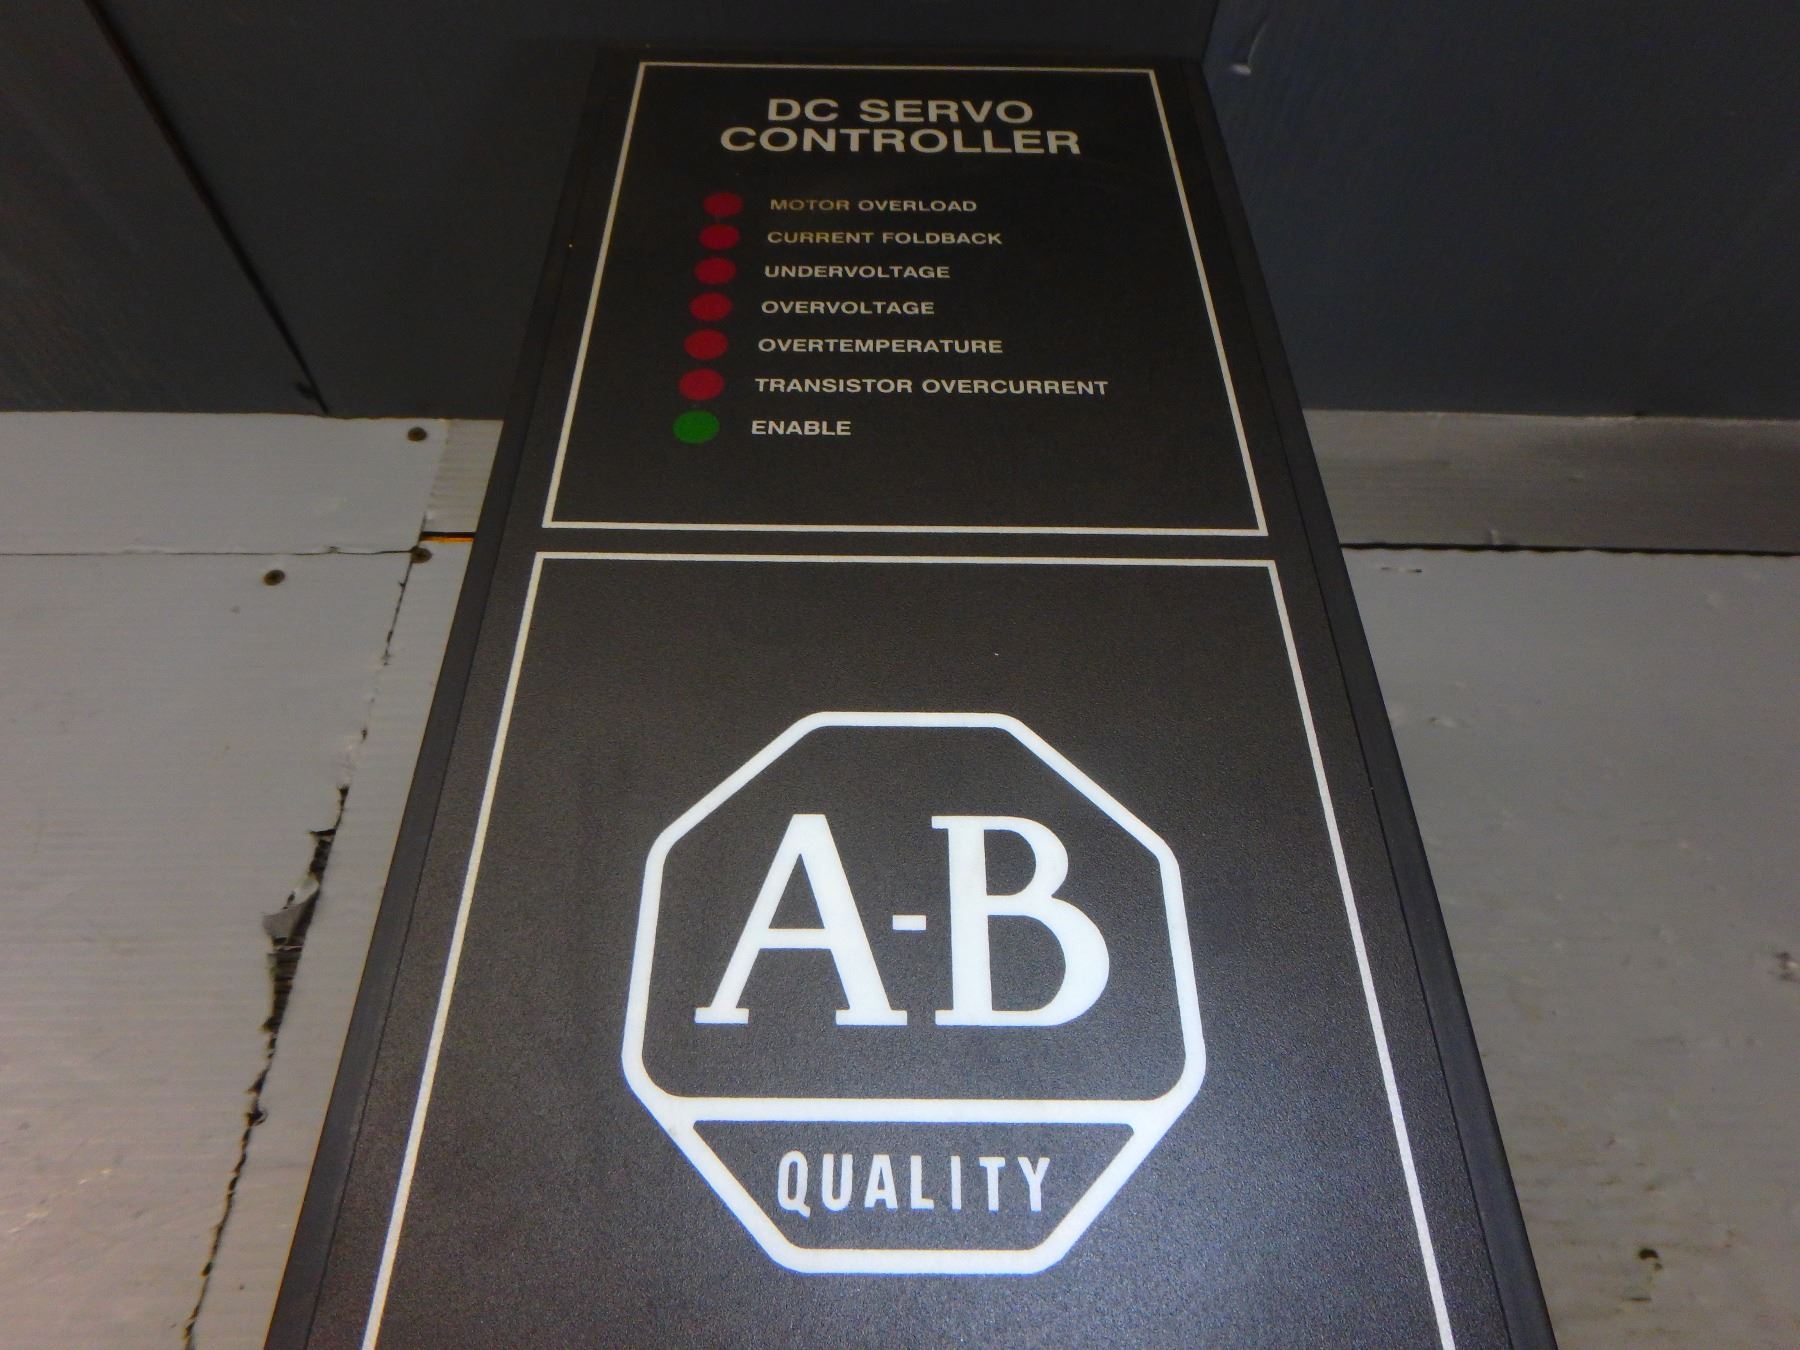 DC SERVO
CONTROLLER
MOTOR OVERLOAD
CURRENT FOLDBACK
UNDERVOLTAGE
OVERVOLTAGE
OVERTEMPERATURE
TRANSISTOR OVERCURRENT
ENABLE
A-B
QUALITY